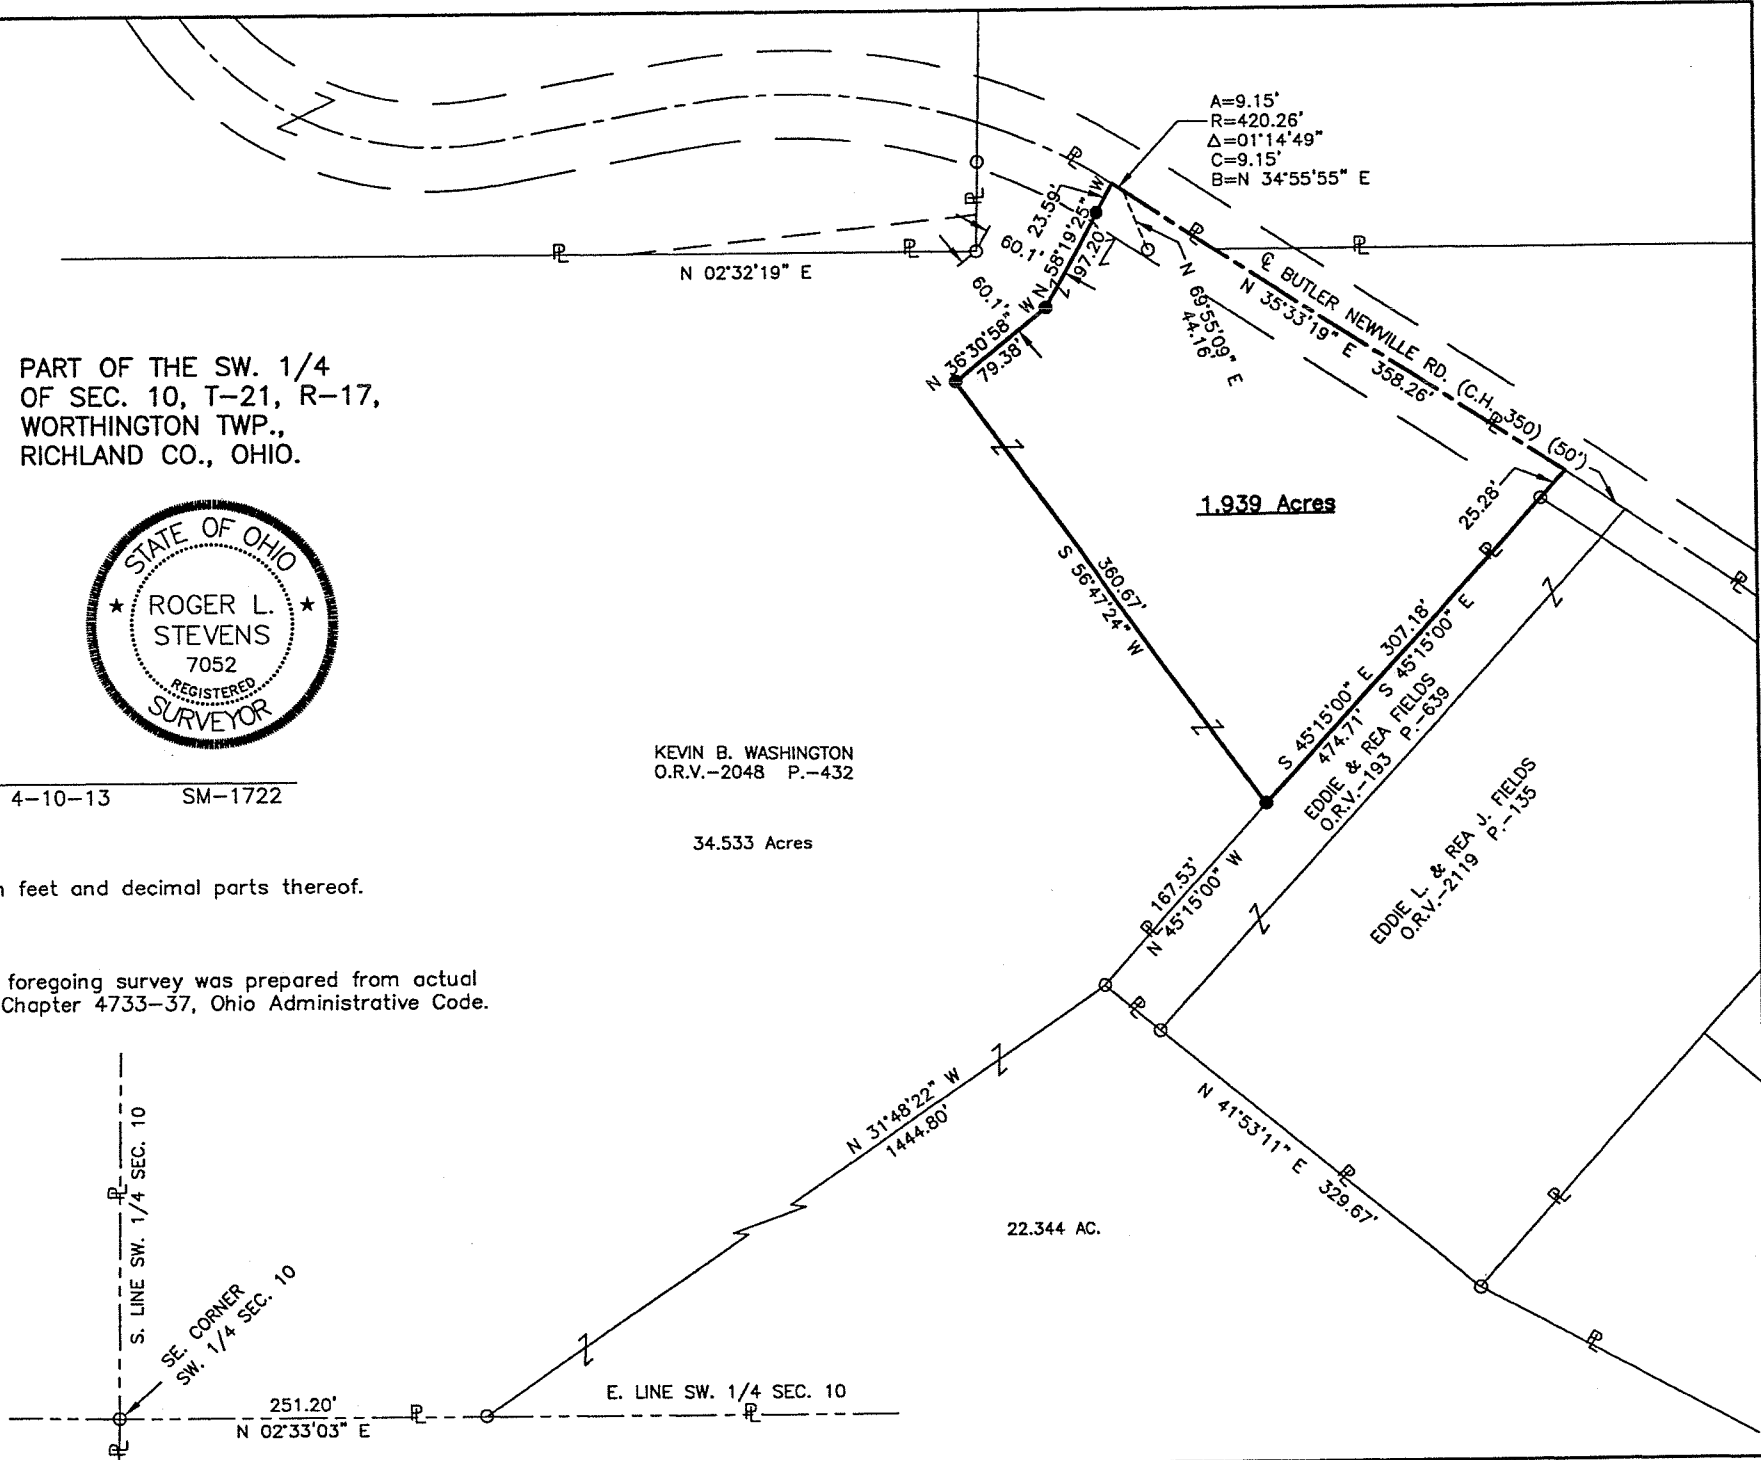 A=9.15'
R=420.26'
Δ=01°14'49"
C=9.15'
B=N 34°55'55" E
23.59'
N 58°19'25" W
97.20'
60.1'
60.1'
N 02°32'19" E
N 36°30'58" W
79.38'
N 69°55'09" E
44.16'
℄ BUTLER NEWVILLE RD. (C.H. 350) (50')
N 35°33'19" E 358.26'
PART OF THE SW. 1/4
OF SEC. 10, T-21, R-17,
WORTHINGTON TWP.,
RICHLAND CO., OHIO.
STATE OF OHIO
ROGER L.
STEVENS
7052
REGISTERED
SURVEYOR
4-10-13 SM-1722
1.939 Acres
25.28'
360.67'
S 56°47'24" W
S 45°15'00" E 307.18'
474.71' S 45°15'00" E
EDDIE & REA FIELDS
O.R.V.-193 P.-639
EDDIE L. & REA J. FIELDS
O.R.V.-2119 P.-135
KEVIN B. WASHINGTON
O.R.V.-2048 P.-432
34.533 Acres
feet and decimal parts thereof.
167.53'
N 45°15'00" W
foregoing survey was prepared from actual
Chapter 4733-37, Ohio Administrative Code.
N 31°48'22" W
1444.80'
N 41°53'11" E 329.67'
22.344 AC.
S. LINE SW. 1/4 SEC. 10
SE. CORNER
SW. 1/4 SEC. 10
251.20'
N 02°33'03" E
E. LINE SW. 1/4 SEC. 10